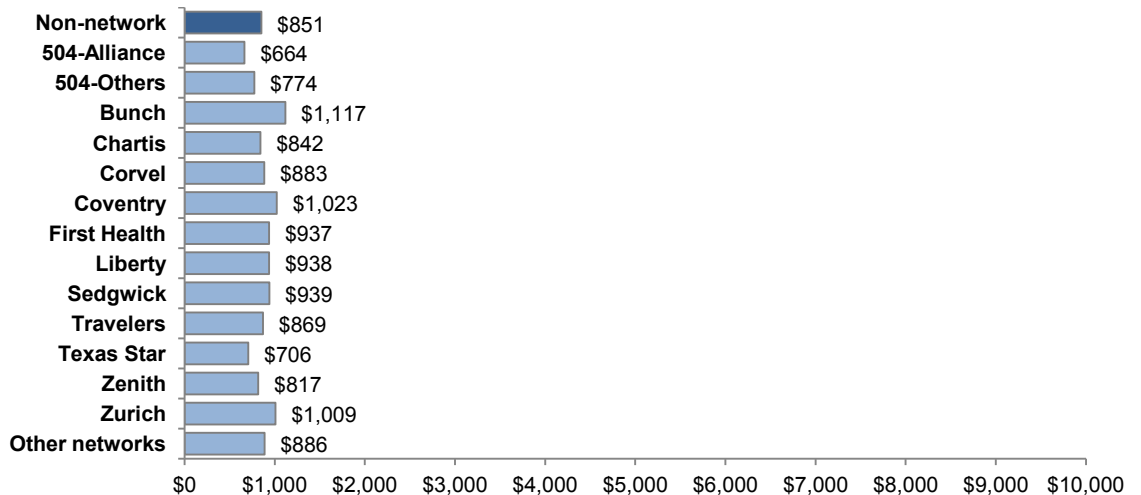 Non-network $851
504-Alliance $664
504-Others $774
Bunch $1,117
Chartis $842
Corvel $883
Coventry $1,023
First Health $937
Liberty $938
Sedgwick $939
Travelers $869
Texas Star $706
Zenith $817
Zurich $1,009
Other networks $886
$0 $1,000 $2,000 $3,000 $4,000 $5,000 $6,000 $7,000 $8,000 $9,000 $10,000